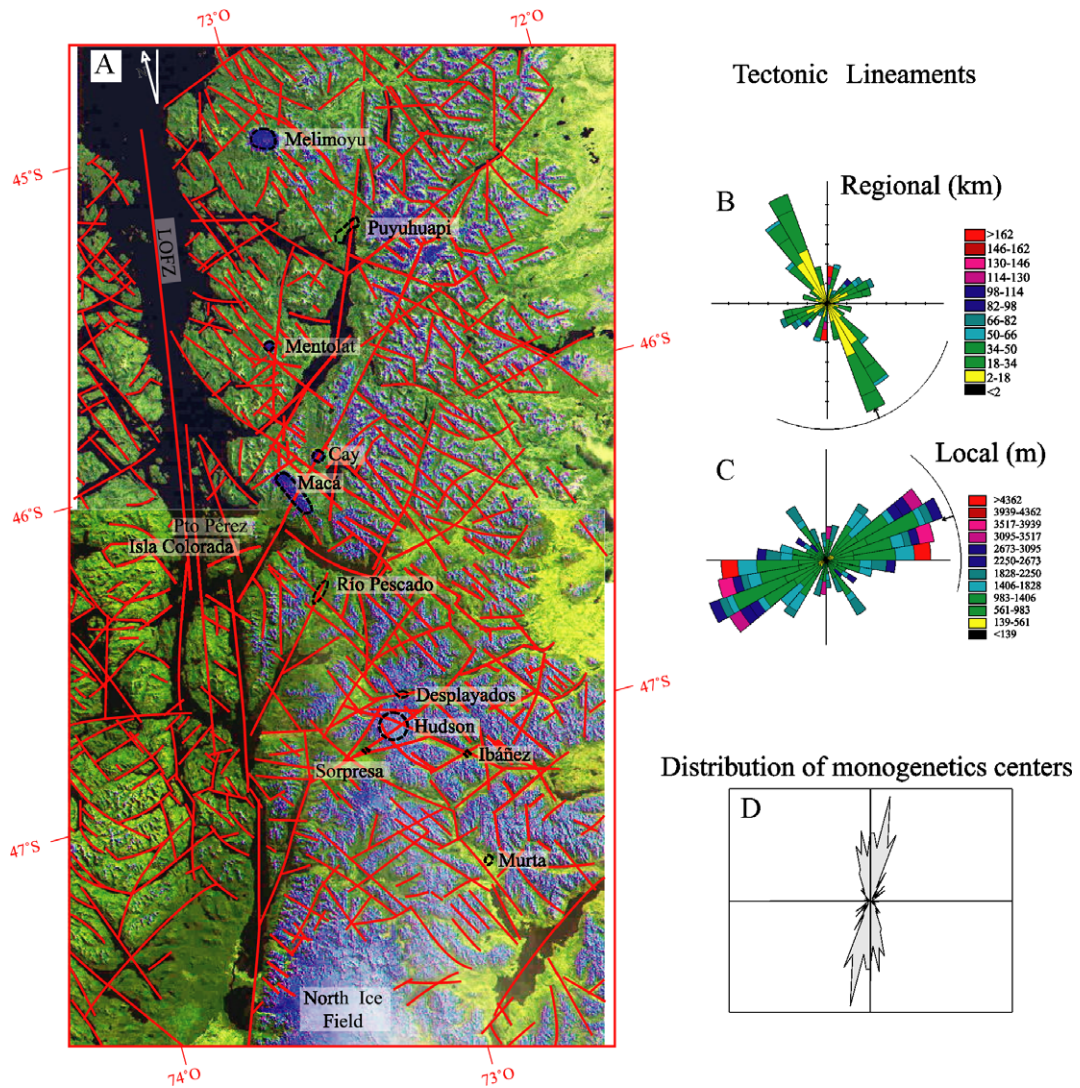 73°O
72°O
A
Tectonic Lineaments
Melimoyu
45°S
Regional (km)
B
Puyuhuapi
LOFZ
>162
146-162
130-146
114-130
98-114
82-98
66-82
50-66
34-50
18-34
2-18
<2
Mentolat
46°S
Cay
Local (m)
C
Macá
46°S
Pto Pérez
Isla Colorada
>4362
3939-4362
3517-3939
3095-3517
2673-3095
2250-2673
1828-2250
1406-1828
983-1406
561-983
139-561
<139
Río Pescado
47°S
Desplayados
Hudson
Ibáñez
Sorpresa
Distribution of monogenetics centers
D
47°S
Murta
North Ice
Field
74°O
73°O